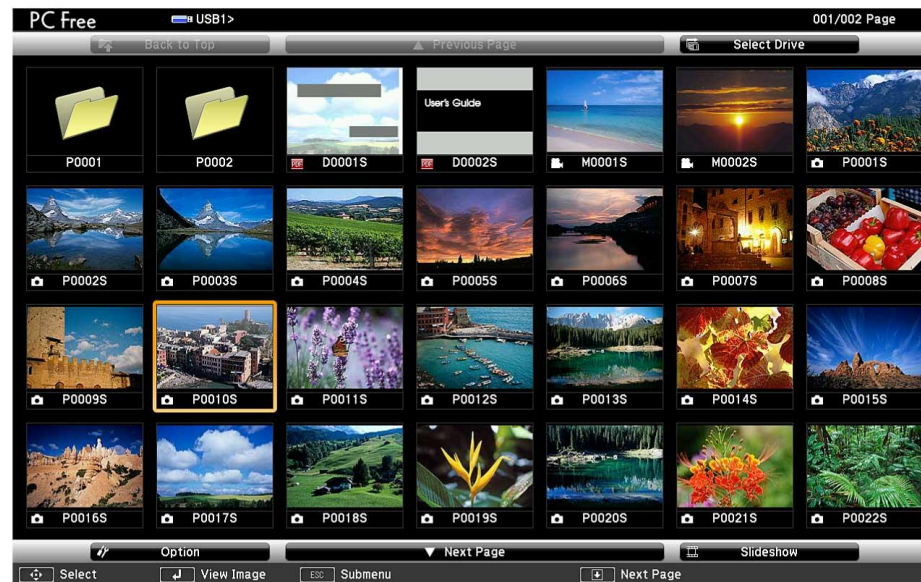 PC Free USB1> 001/002 Page
Back to Top Previous Page Select Drive
User's Guide
P0001 P0002 PDF D0001S PDF D0002S M0001S M0002S P0001S
P0002S P0003S P0004S P0005S P0006S P0007S P0008S
P0009S P0010S P0011S P0012S P0013S P0014S P0015S
P0016S P0017S P0018S P0019S P0020S P0021S P0022S
Option Next Page Slideshow
Select View Image ESC Submenu Next Page